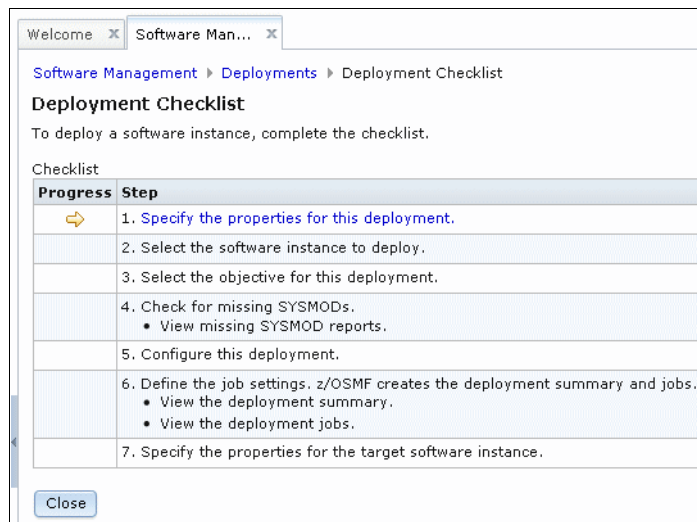 Welcome X Software Man... X
Software Management Deployments Deployment Checklist
Deployment Checklist
To deploy a software instance, complete the checklist.
Checklist
Progress Step
1. Specify the properties for this deployment.
2. Select the software instance to deploy.
3. Select the objective for this deployment.
4. Check for missing SYSMODs.
• View missing SYSMOD reports.
5. Configure this deployment.
6. Define the job settings. z/OSMF creates the deployment summary and jobs.
• View the deployment summary.
• View the deployment jobs.
7. Specify the properties for the target software instance.
Close